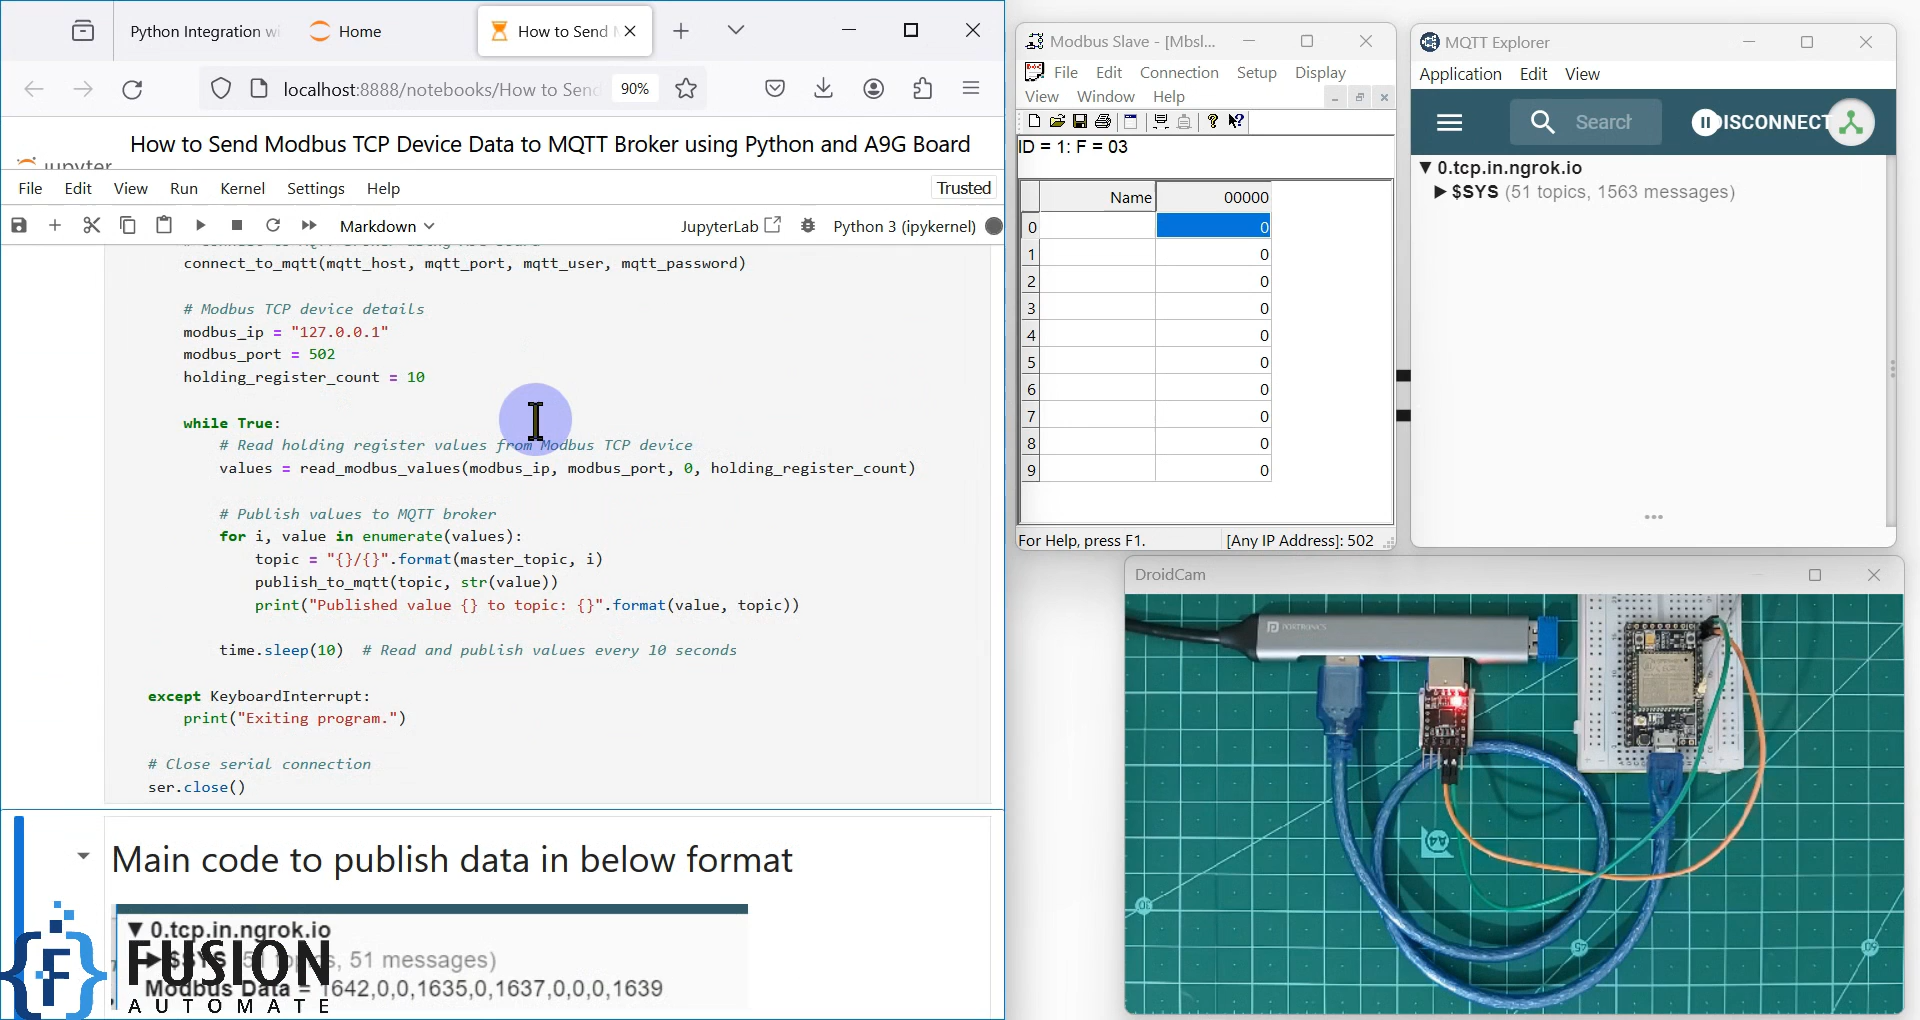 Python Integration wi
Home
How to Send M
localhost:8888/notebooks/How to Send
90%
How to Send Modbus TCP Device Data to MQTT Broker using Python and A9G Board
jupyter
File Edit View Run Kernel Settings Help
Trusted
Markdown
JupyterLab
Python 3 (ipykernel)
connect_to_mqtt(mqtt_host, mqtt_port, mqtt_user, mqtt_password)
# Modbus TCP device details
modbus_ip = "127.0.0.1"
modbus_port = 502
holding_register_count = 10
while True:
# Read holding register values from Modbus TCP device
values = read_modbus_values(modbus_ip, modbus_port, 0, holding_register_count)
# Publish values to MQTT broker
for i, value in enumerate(values):
topic = "{}/{}".format(master_topic, i)
publish_to_mqtt(topic, str(value))
print("Published value {} to topic: {}".format(value, topic))
time.sleep(10)  # Read and publish values every 10 seconds
except KeyboardInterrupt:
print("Exiting program.")
# Close serial connection
ser.close()
Main code to publish data in below format
▼ 0.tcp.in.ngrok.io
▶ $SYS (51 topics, 51 messages)
Modbus Data = 1642,0,0,1635,0,1637,0,0,0,1639
FUSION
AUTOMATE
Modbus Slave - [Mbsl...
File Edit Connection Setup Display
View Window Help
ID = 1: F = 03
Name 00000
0 0
1 0
2 0
3 0
4 0
5 0
6 0
7 0
8 0
9 0
For Help, press F1.
[Any IP Address]: 502
MQTT Explorer
Application Edit View
Search
DISCONNECT
▼ 0.tcp.in.ngrok.io
▶ $SYS (51 topics, 1563 messages)
DroidCam
PORTRONICS
A4